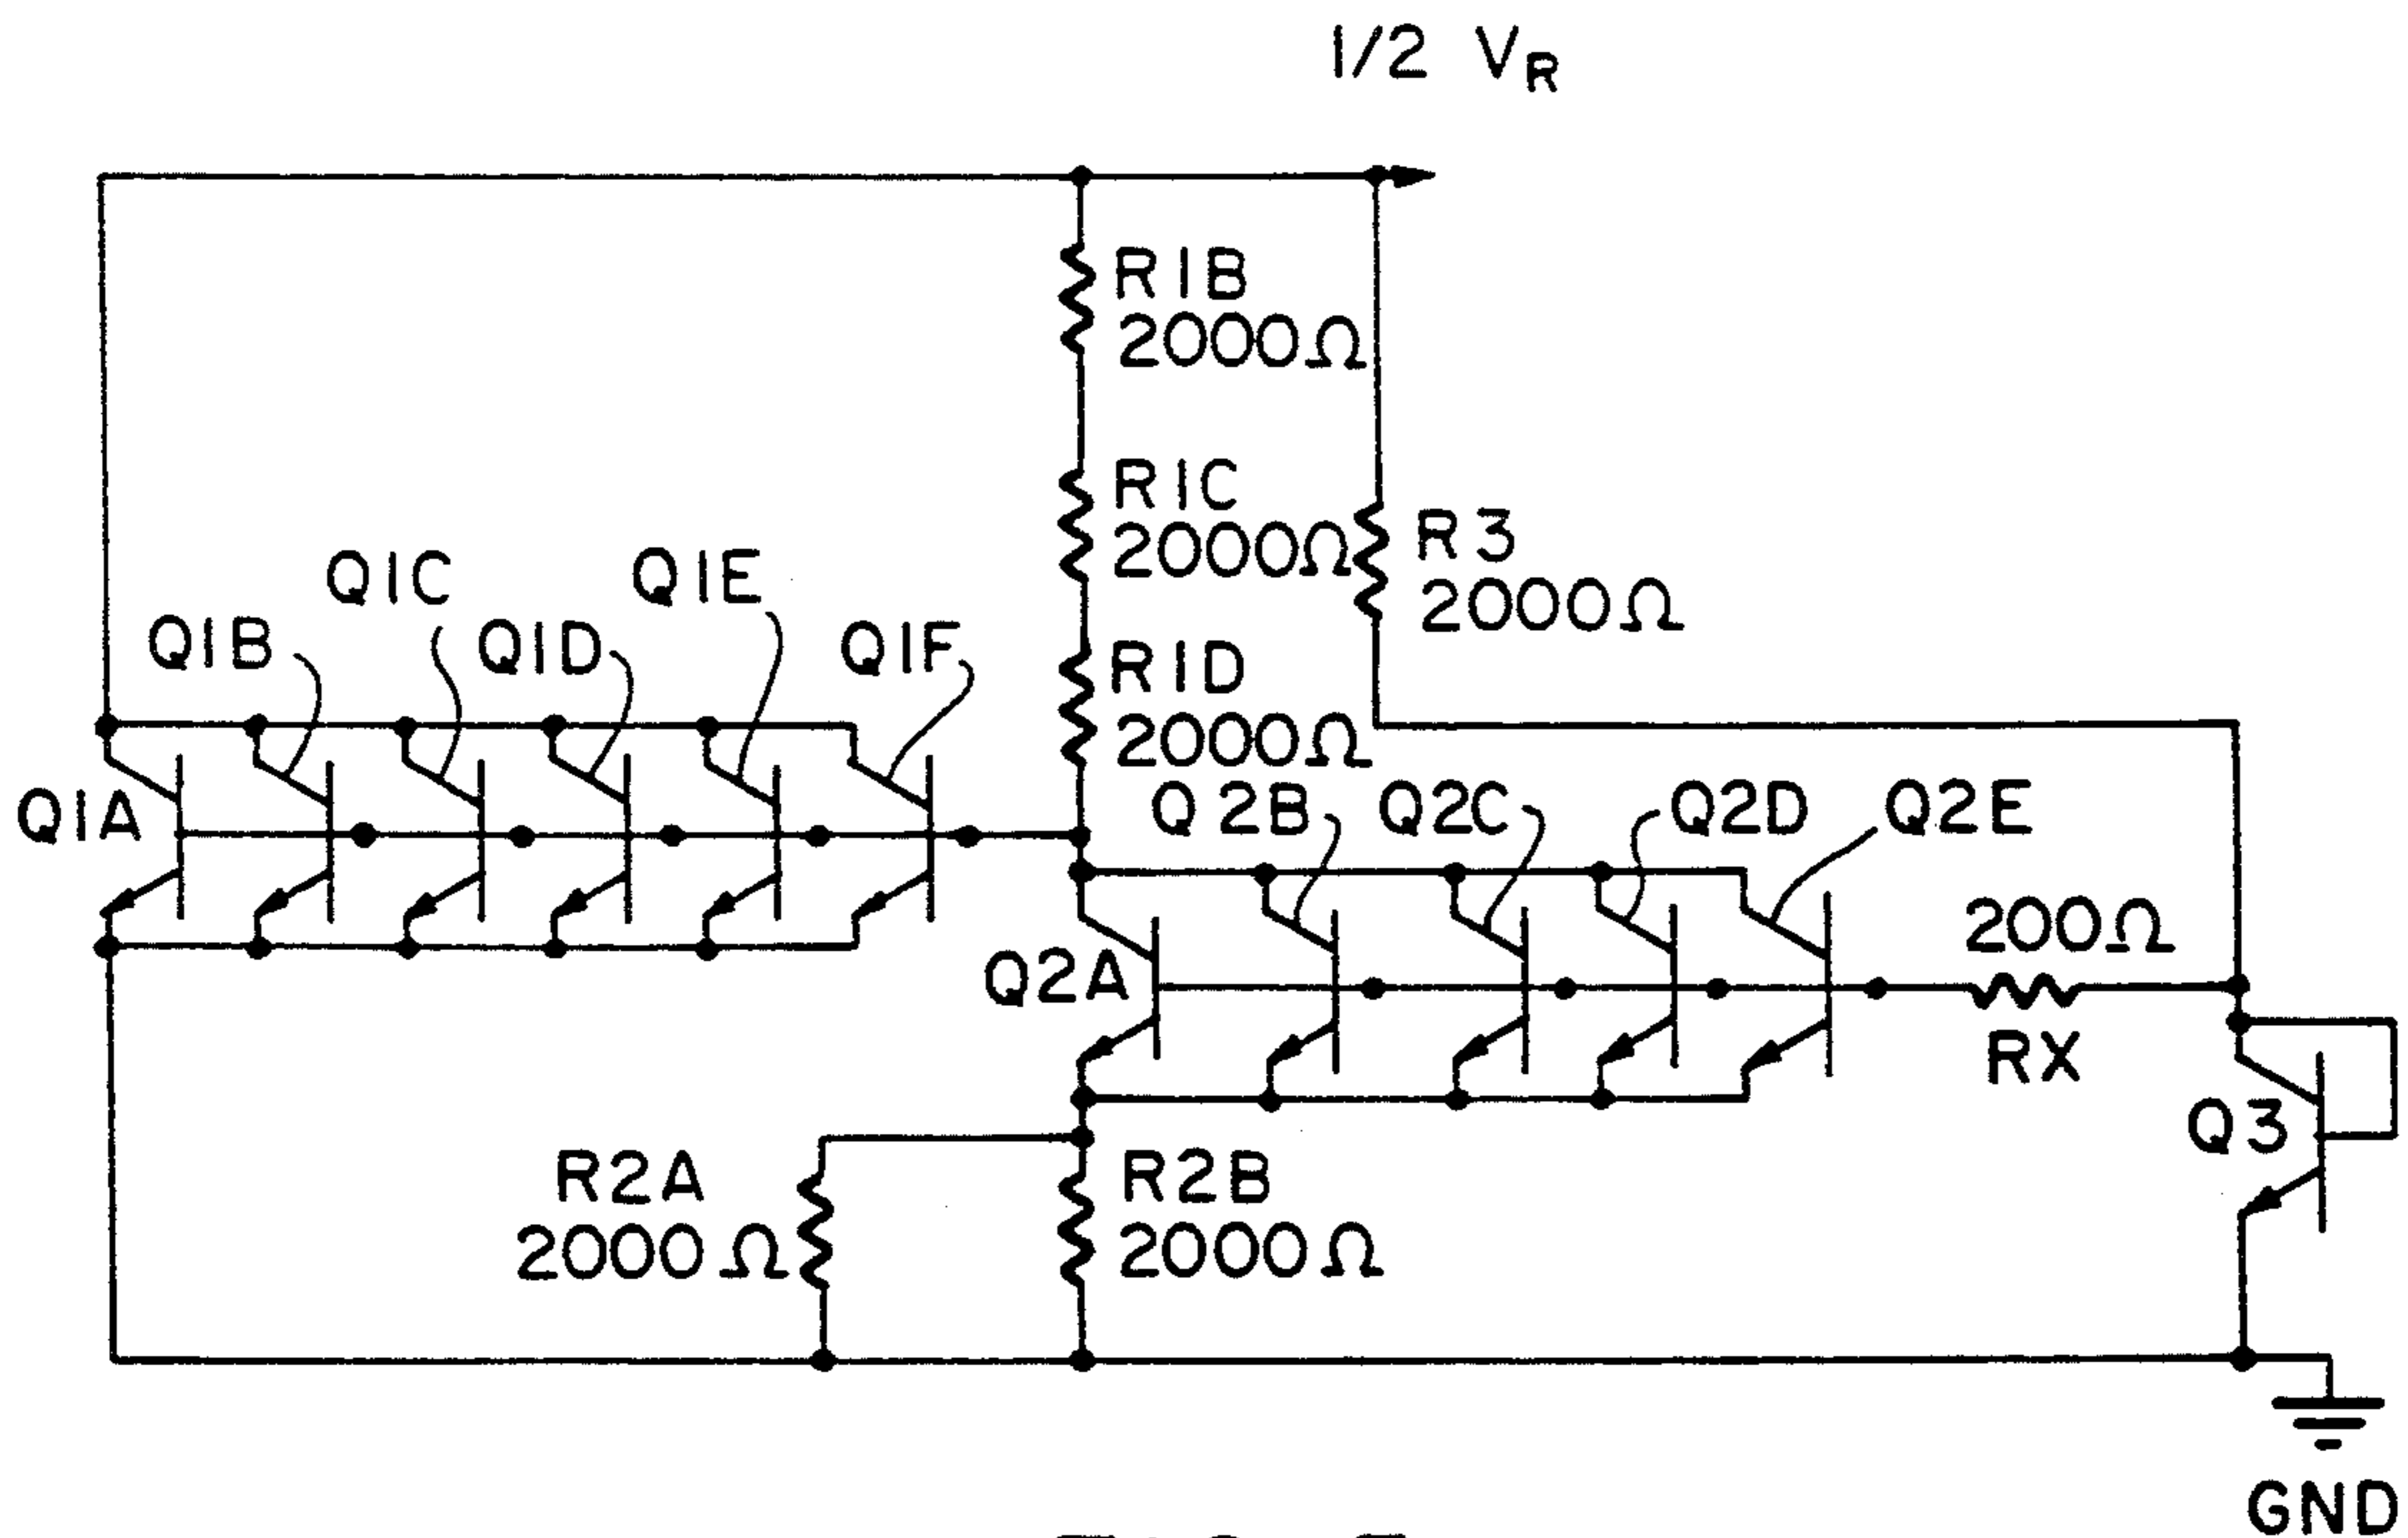 1/2 VR
R1B
2000Ω
R1C
2000Ω
R3
2000Ω
Q1C
Q1E
Q1B
Q1D
Q1F
R1D
2000Ω
Q1A
Q2B
Q2C
Q2D
Q2E
Q2A
200Ω
RX
Q3
R2A
2000Ω
R2B
2000Ω
GND